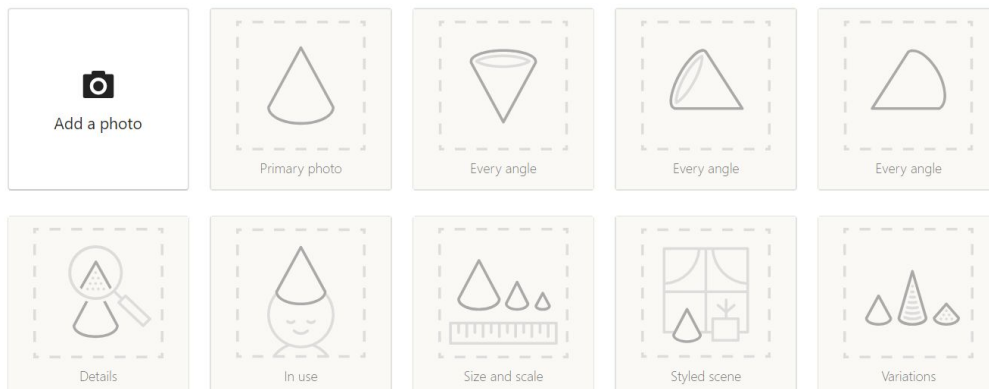 Add a photo
Primary photo
Every angle
Every angle
Every angle
Details
In use
Size and scale
Styled scene
Variations